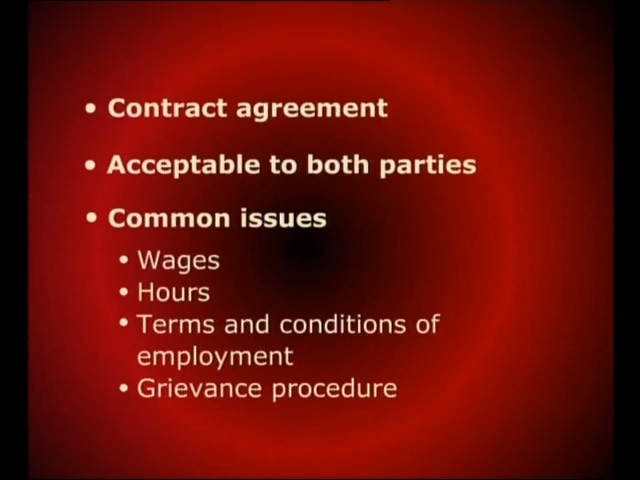 • Contract agreement
• Acceptable to both parties
• Common issues
• Wages
• Hours
• Terms and conditions of
employment
• Grievance procedure